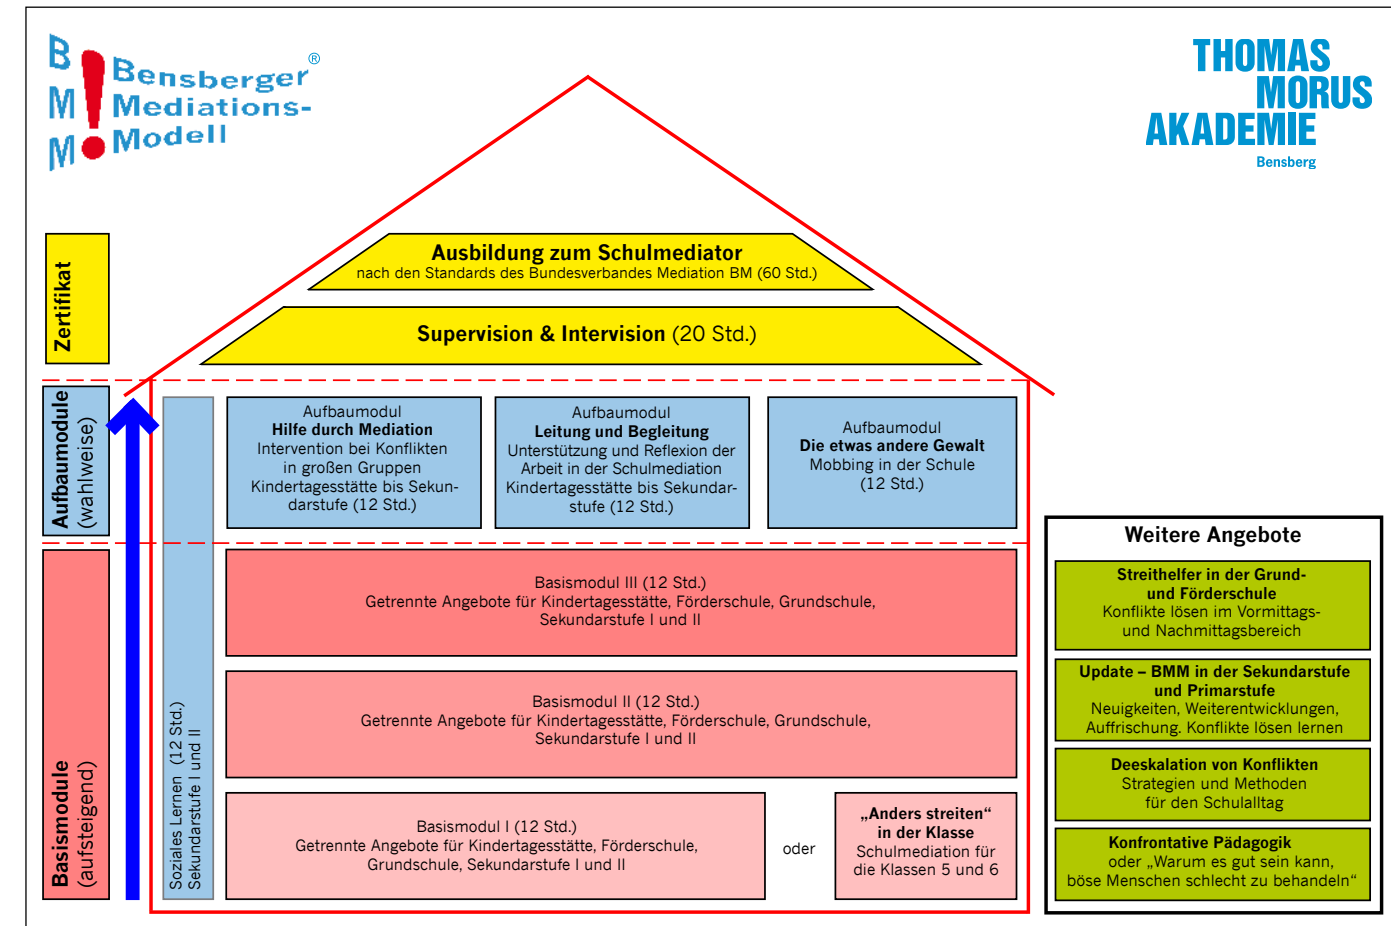 B
M
M
Bensberger®
Mediations-
Modell
THOMAS
MORUS
AKADEMIE
Bensberg
Zertifikat
Ausbildung zum Schulmediator
nach den Standards des Bundesverbandes Mediation BM (60 Std.)
Supervision & Intervision (20 Std.)
Aufbaumodule
(wahlweise)
Aufbaumodul
Hilfe durch Mediation
Intervention bei Konflikten
in großen Gruppen
Kindertagesstätte bis Sekun-
darstufe (12 Std.)
Aufbaumodul
Leitung und Begleitung
Unterstützung und Reflexion der
Arbeit in der Schulmediation
Kindertagesstätte bis Sekundar-
stufe (12 Std.)
Aufbaumodul
Die etwas andere Gewalt
Mobbing in der Schule
(12 Std.)
Basismodule
(aufsteigend)
Soziales Lernen (12 Std.)
Sekundarstufe I und II
Basismodul III (12 Std.)
Getrennte Angebote für Kindertagesstätte, Förderschule, Grundschule,
Sekundarstufe I und II
Basismodul II (12 Std.)
Getrennte Angebote für Kindertagesstätte, Förderschule, Grundschule,
Sekundarstufe I und II
Basismodul I (12 Std.)
Getrennte Angebote für Kindertagesstätte, Förderschule,
Grundschule, Sekundarstufe I und II
oder
„Anders streiten“
in der Klasse
Schulmediation für
die Klassen 5 und 6
Weitere Angebote
Streithelfer in der Grund-
und Förderschule
Konflikte lösen im Vormittags-
und Nachmittagsbereich
Update – BMM in der Sekundarstufe
und Primarstufe
Neuigkeiten, Weiterentwicklungen,
Auffrischung. Konflikte lösen lernen
Deeskalation von Konflikten
Strategien und Methoden
für den Schulalltag
Konfrontative Pädagogik
oder „Warum es gut sein kann,
böse Menschen schlecht zu behandeln“